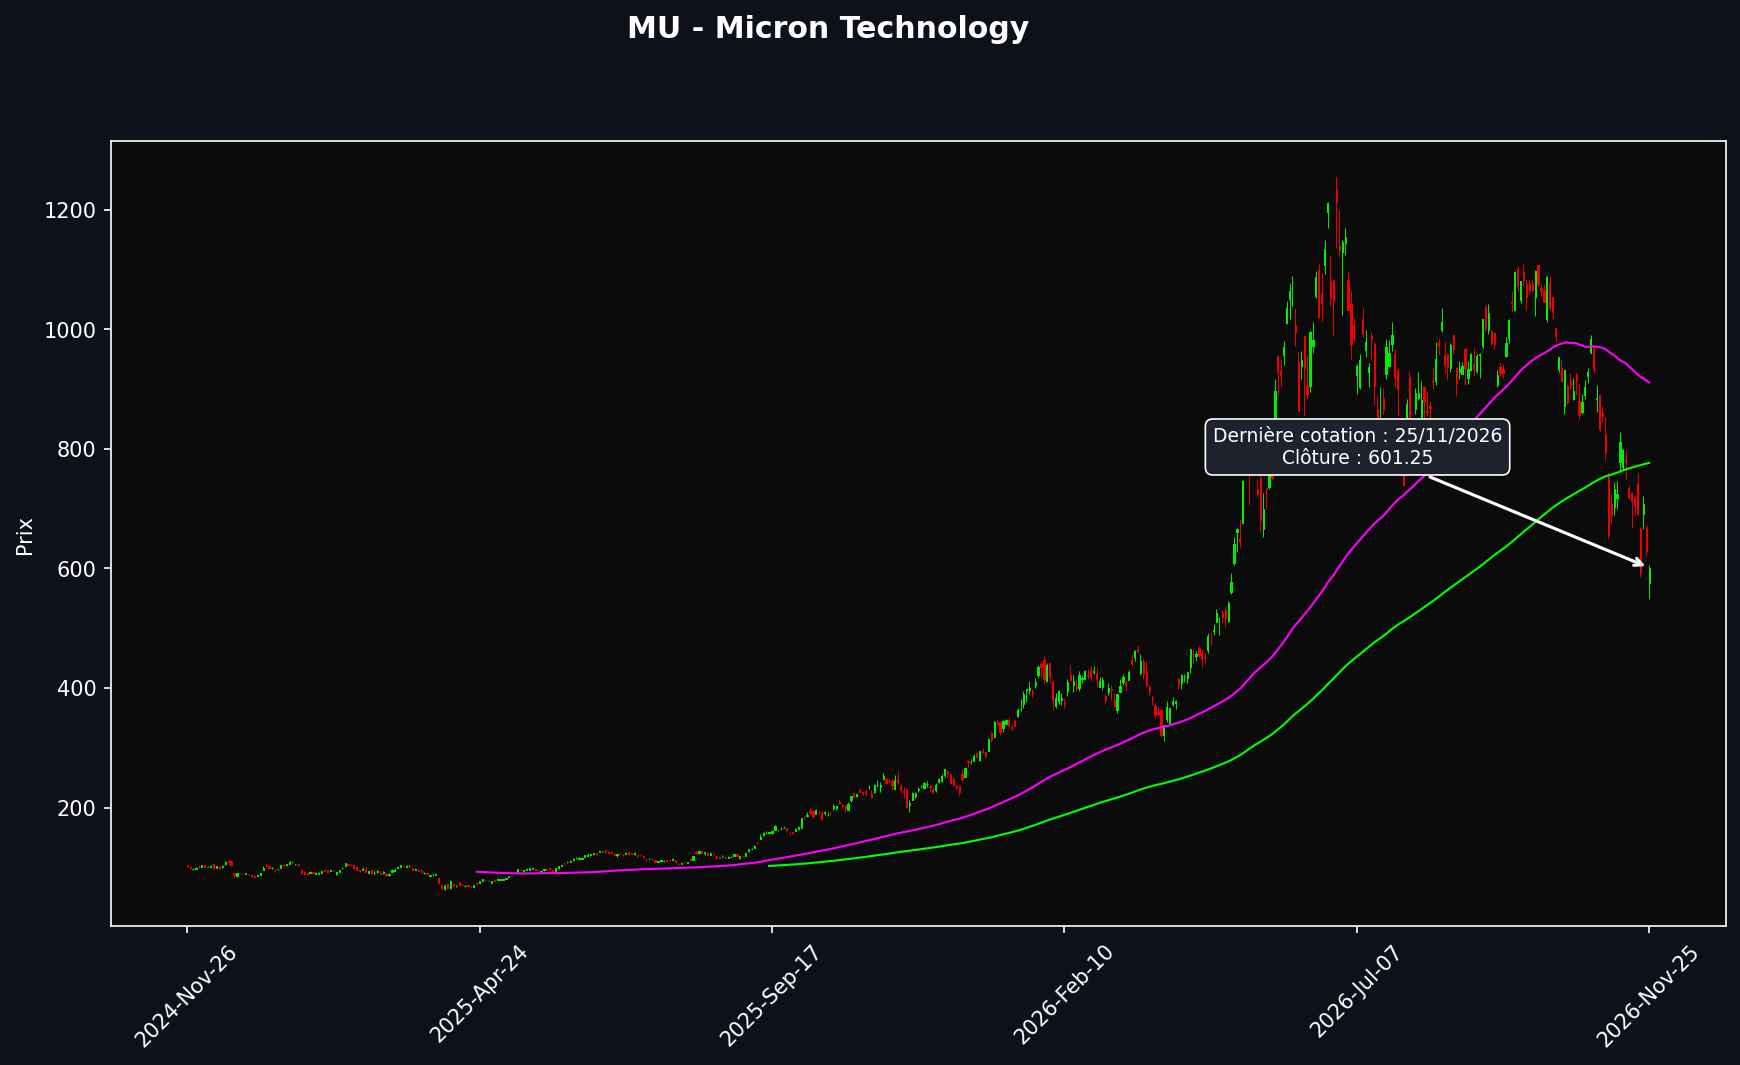 MU - Micron Technology
1200
1000
800
600
400
200
Prix
Dernière cotation : 25/11/2026
Clôture : 601.25
2024-Nov-26
2025-Apr-24
2025-Sep-17
2026-Feb-10
2026-Jul-07
2026-Nov-25